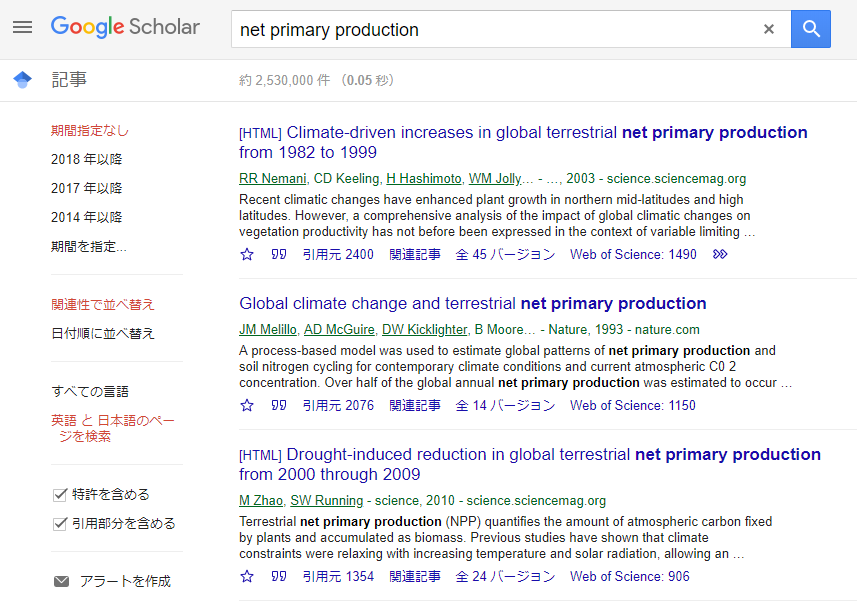 Google Scholar
net primary production
記事
約 2,530,000 件 （0.05 秒）
期間指定なし
2018 年以降
2017 年以降
2014 年以降
期間を指定...
関連性で並べ替え
日付順に並べ替え
すべての言語
英語 と 日本語のペー
ジを検索
特許を含める
引用部分を含める
アラートを作成
[HTML] Climate-driven increases in global terrestrial net primary production
from 1982 to 1999
RR Nemani, CD Keeling, H Hashimoto, WM Jolly… - …, 2003 - science.sciencemag.org
Recent climatic changes have enhanced plant growth in northern mid-latitudes and high
latitudes. However, a comprehensive analysis of the impact of global climatic changes on
vegetation productivity has not before been expressed in the context of variable limiting …
引用元 2400 関連記事 全 45 バージョン Web of Science: 1490
Global climate change and terrestrial net primary production
JM Melillo, AD McGuire, DW Kicklighter, B Moore… - Nature, 1993 - nature.com
A process-based model was used to estimate global patterns of net primary production and
soil nitrogen cycling for contemporary climate conditions and current atmospheric C0 2
concentration. Over half of the global annual net primary production was estimated to occur …
引用元 2076 関連記事 全 14 バージョン Web of Science: 1150
[HTML] Drought-induced reduction in global terrestrial net primary production
from 2000 through 2009
M Zhao, SW Running - science, 2010 - science.sciencemag.org
Terrestrial net primary production (NPP) quantifies the amount of atmospheric carbon fixed
by plants and accumulated as biomass. Previous studies have shown that climate
constraints were relaxing with increasing temperature and solar radiation, allowing an …
引用元 1354 関連記事 全 24 バージョン Web of Science: 906